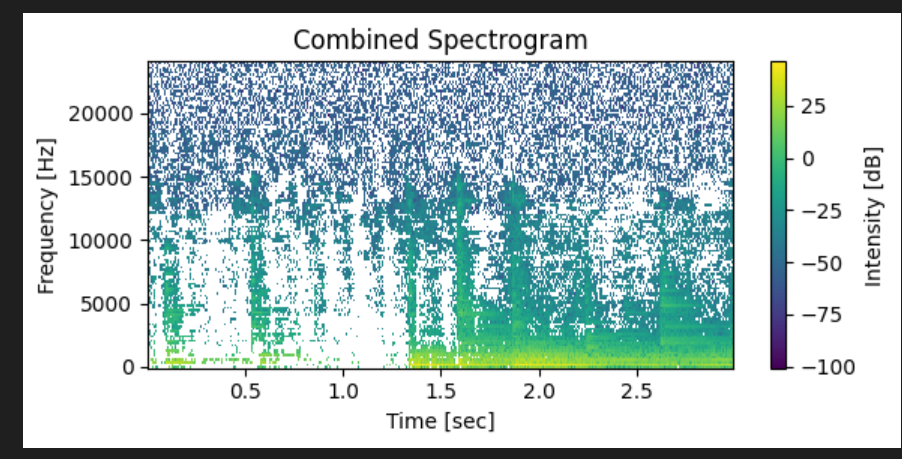 Combined Spectrogram
Frequency [Hz]
20000
15000
10000
5000
0
0.5 1.0 1.5 2.0 2.5
Time [sec]
25
0
−25
−50
−75
−100
Intensity [dB]